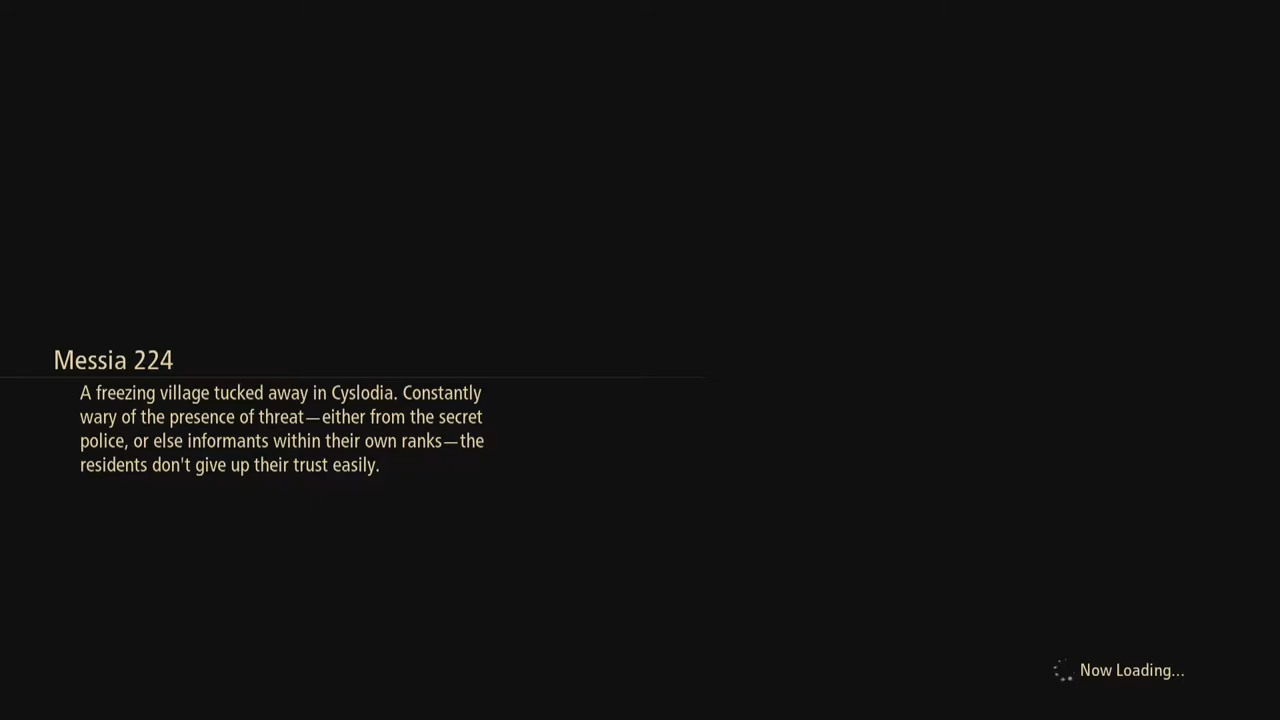 Messia 224
A freezing village tucked away in Cyslodia. Constantly
wary of the presence of threat—either from the secret
police, or else informants within their own ranks—the
residents don't give up their trust easily.
Now Loading...